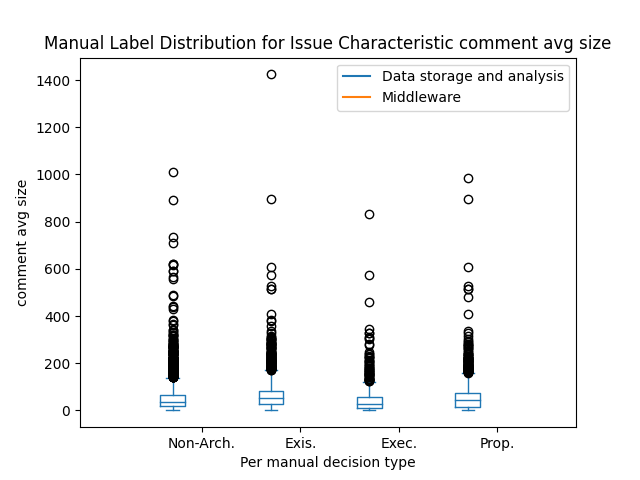 Manual Label Distribution for Issue Characteristic comment avg size
Data storage and analysis
Middleware
1400
1200
1000
800
600
400
200
0
comment avg size
Non-Arch.
Exis.
Exec.
Prop.
Per manual decision type